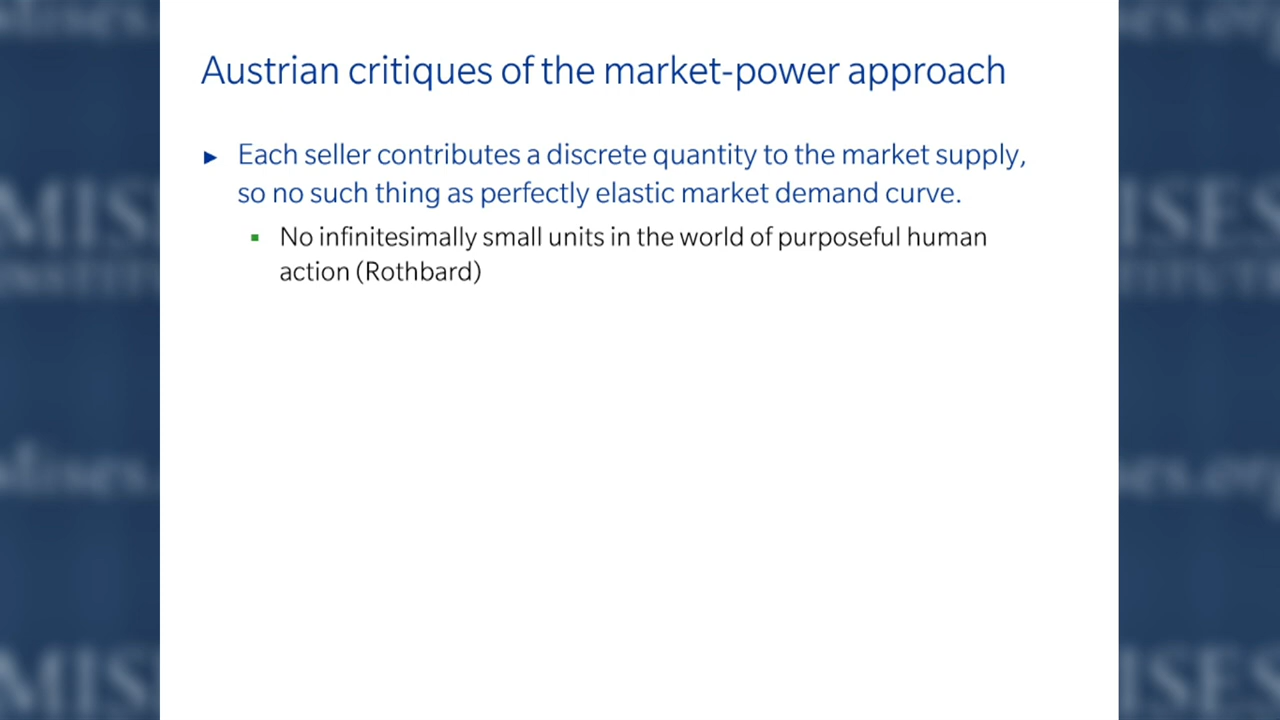 Austrian critiques of the market-power approach
Each seller contributes a discrete quantity to the market supply,
so no such thing as perfectly elastic market demand curve.
No infinitesimally small units in the world of purposeful human
action (Rothbard)